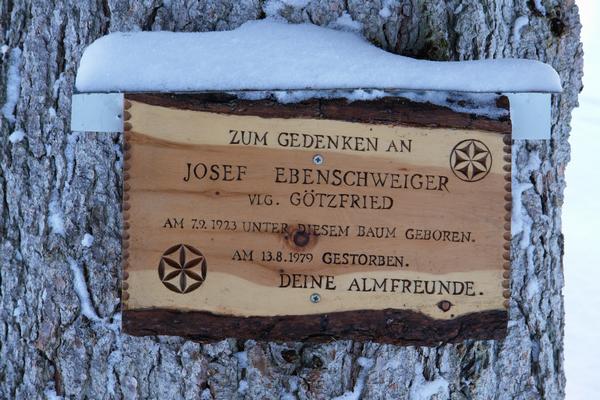 ZUM GEDENKEN AN
JOSEF EBENSCHWEIGER
VLG. GÖTZFRIED
AM 7.9. 1923 UNTER DIESEM BAUM GEBOREN.
AM 13.8.1979 GESTORBEN.
DEINE ALMFREUNDE.